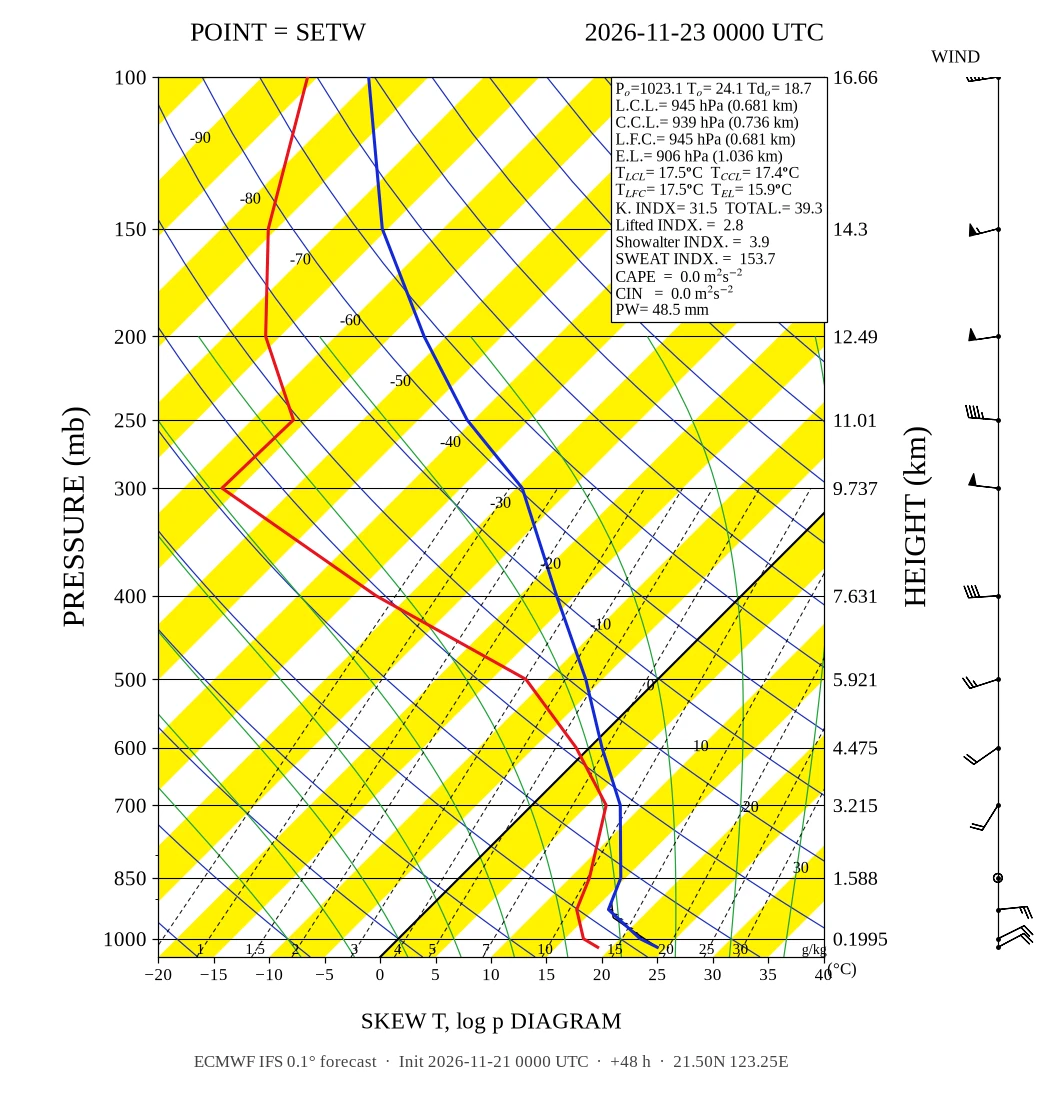 POINT = SETW 2026-11-23 0000 UTC
WIND
100 16.66
Pₒ=1023.1 Tₒ= 24.1 Tdₒ= 18.7
L.C.L.= 945 hPa (0.681 km)
C.C.L.= 939 hPa (0.736 km)
L.F.C.= 945 hPa (0.681 km)
E.L.= 906 hPa (1.036 km)
T_LCL= 17.5°C T_CCL= 17.4°C
T_LFC= 17.5°C T_EL= 15.9°C
K. INDX= 31.5 TOTAL.= 39.3
Lifted INDX. = 2.8
Showalter INDX. = 3.9
SWEAT INDX. = 153.7
CAPE = 0.0 m²s⁻²
CIN = 0.0 m²s⁻²
PW= 48.5 mm
-90
-80
150 14.3
-70
-60
200 12.49
-50
250 11.01
-40
300 9.737
-30
-20
400 7.631
-10
500 5.921
0
600 4.475
10
700 3.215
20
30
850 1.588
1000 0.1995
PRESSURE (mb)
HEIGHT (km)
1 1.5 2 3 4 5 7 10 15 20 25 30 g/kg
−20 −15 −10 −5 0 5 10 15 20 25 30 35 40 (°C)
SKEW T, log p DIAGRAM
ECMWF IFS 0.1° forecast · Init 2026-11-21 0000 UTC · +48 h · 21.50N 123.25E